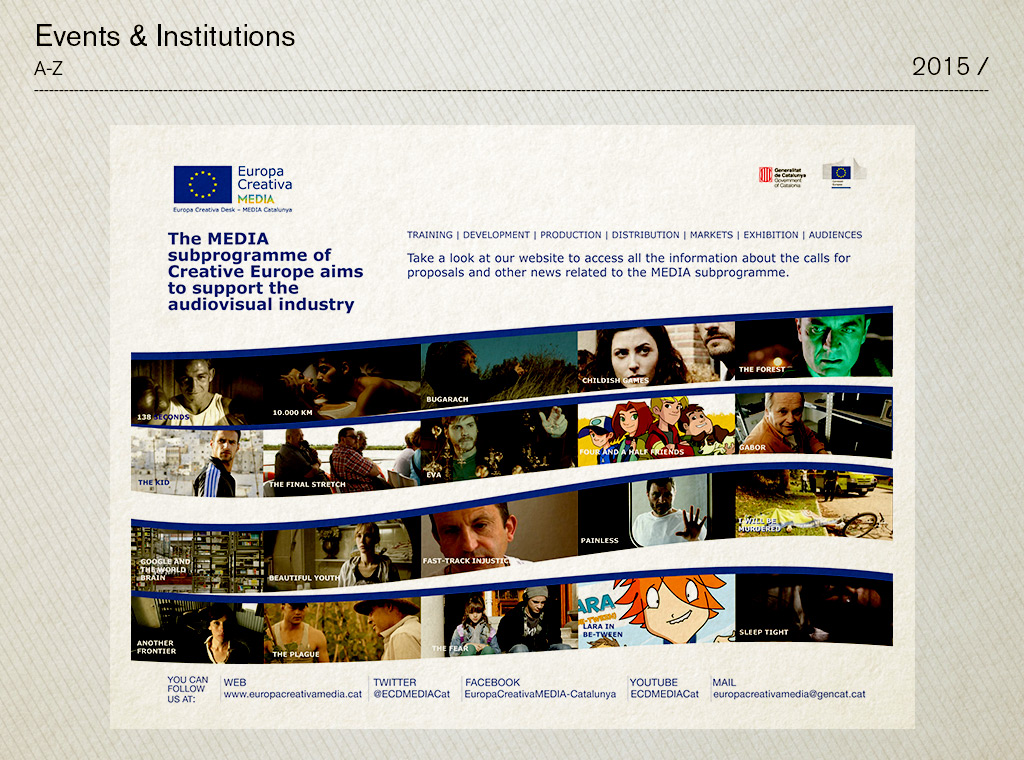 Events & Institutions
A-Z
2015 /
Europa
Creativa
MEDIA
Europa Creativa Desk – MEDIA Catalunya
Generalitat
de Catalunya
Government
of Catalonia
The MEDIA
subprogramme of
Creative Europe aims
to support the
audiovisual industry
TRAINING | DEVELOPMENT | PRODUCTION | DISTRIBUTION | MARKETS | EXHIBITION | AUDIENCES
Take a look at our website to access all the information about the calls for
proposals and other news related to the MEDIA subprogramme.
138 SECONDS
10.000 KM
BUGARACH
CHILDISH GAMES
THE FOREST
THE KID
THE FINAL STRETCH
EVA
FOUR AND A HALF FRIENDS
GABOR
GOOGLE AND
THE WORLD
BRAIN
BEAUTIFUL YOUTH
FAST-TRACK INJUSTICE
PAINLESS
I WILL BE
MURDERED
ANOTHER
FRONTIER
THE PLAGUE
THE FEAR
LARA IN
BE-TWEEN
SLEEP TIGHT
YOU CAN
FOLLOW
US AT:
WEB
www.europacreativamedia.cat
TWITTER
@ECDMEDIACat
FACEBOOK
EuropaCreativaMEDIA-Catalunya
YOUTUBE
ECDMEDIACat
MAIL
europacreativamedia@gencat.cat